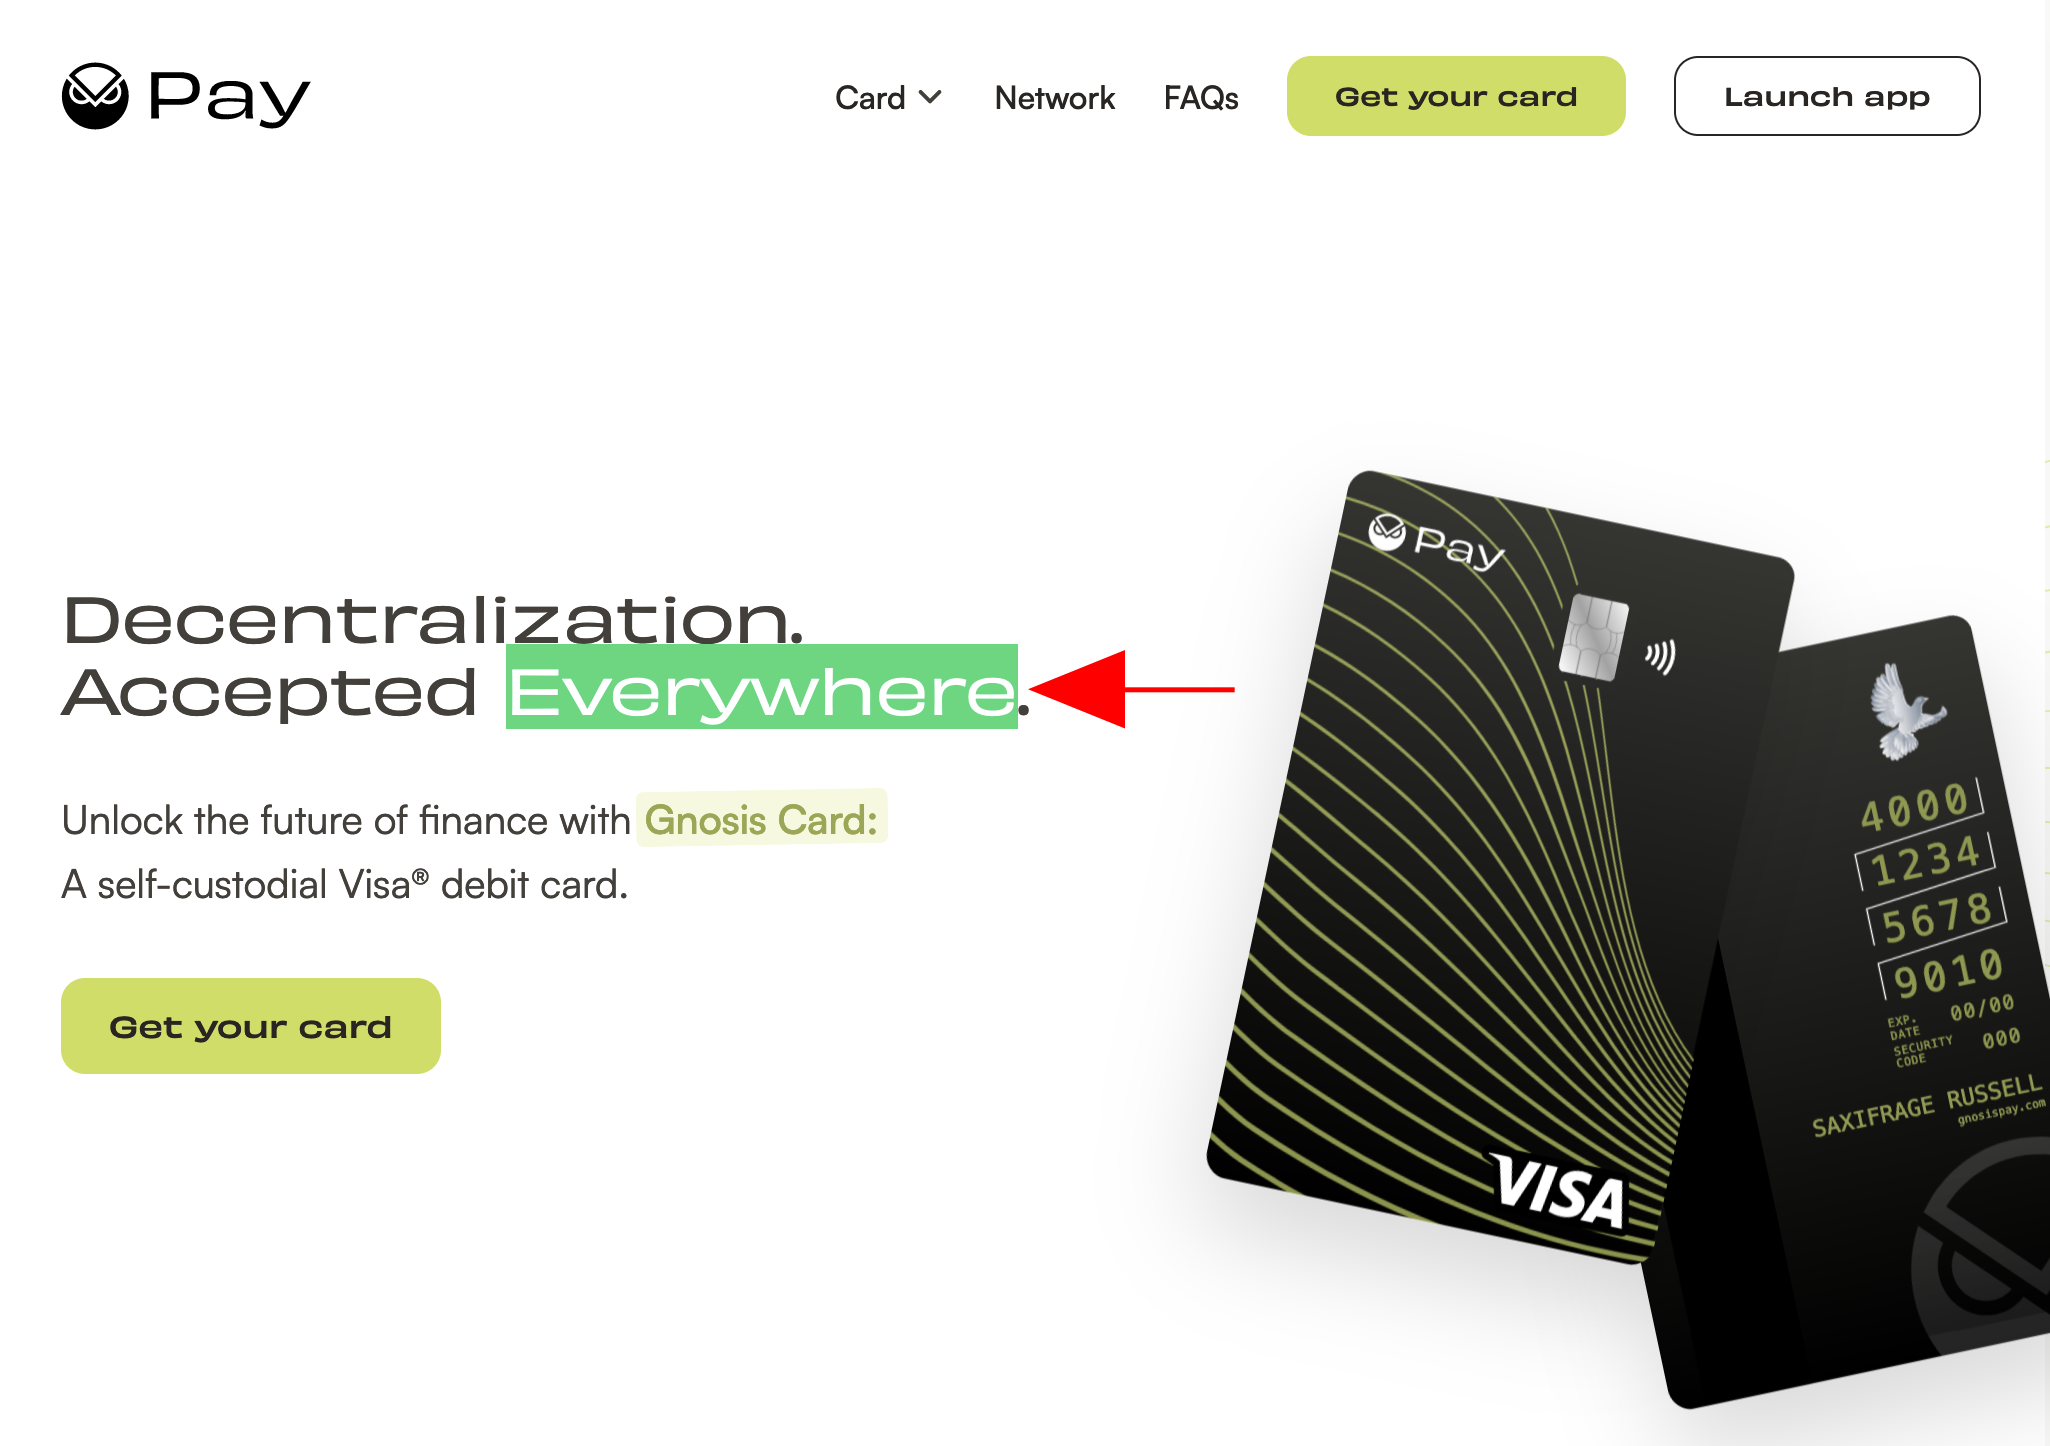 Pay
Card
Network
FAQs
Get your card
Launch app
Decentralization.
Accepted Everywhere.
Unlock the future of finance with Gnosis Card:
A self-custodial Visa® debit card.
Get your card
Pay
VISA
4000
1234
5678
9010
EXP. DATE 00/00
SECURITY CODE 000
SAXIFRAGE RUSSELL
gnosispay.com